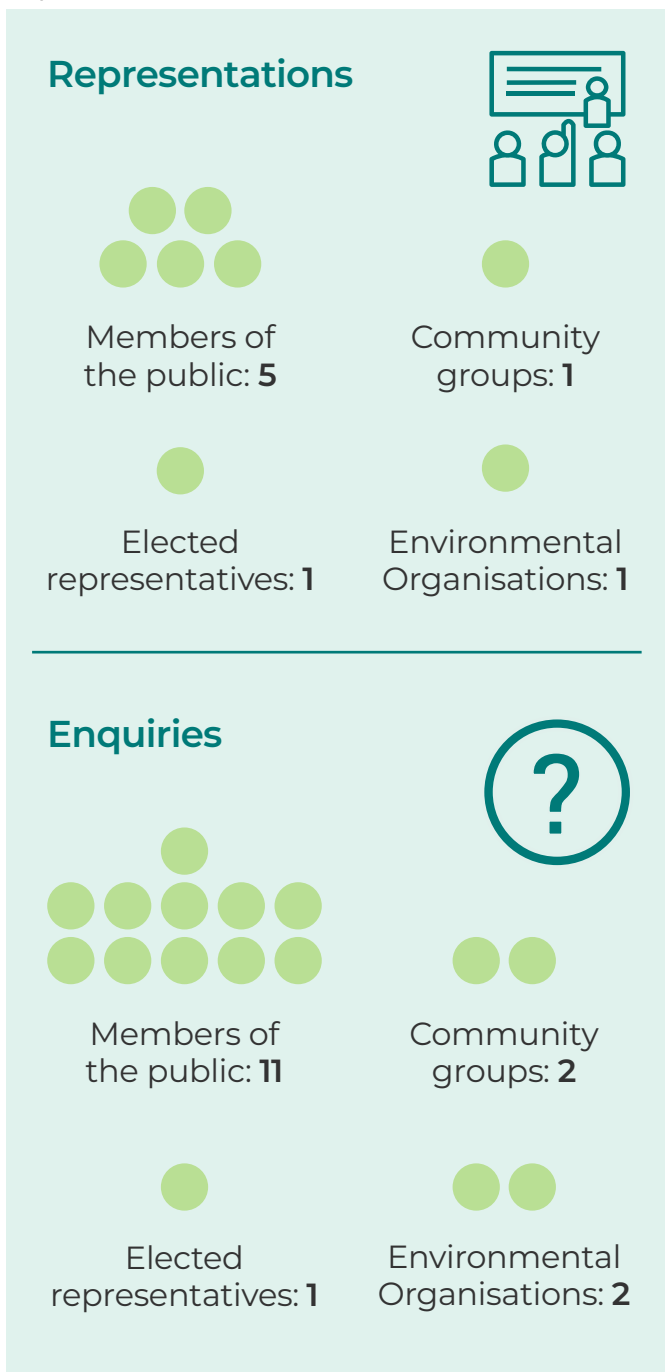 Representations
Members of
the public: 5
Community
groups: 1
Elected
representatives: 1
Environmental
Organisations: 1
Enquiries
?
Members of
the public: 11
Community
groups: 2
Elected
representatives: 1
Environmental
Organisations: 2